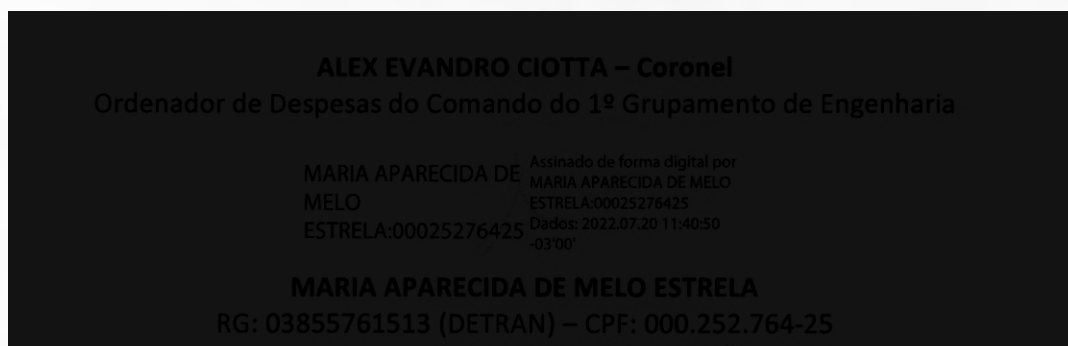 ALEX EVANDRO CIOTTA – Coronel
Ordenador de Despesas do Comando do 1º Grupamento de Engenharia
MARIA APARECIDA DE
MELO
ESTRELA:00025276425
Assinado de forma digital por
MARIA APARECIDA DE MELO
ESTRELA:00025276425
Dados: 2022.07.20 11:40:50
-03'00'
MARIA APARECIDA DE MELO ESTRELA
RG: 03855761513 (DETRAN) – CPF: 000.252.764-25